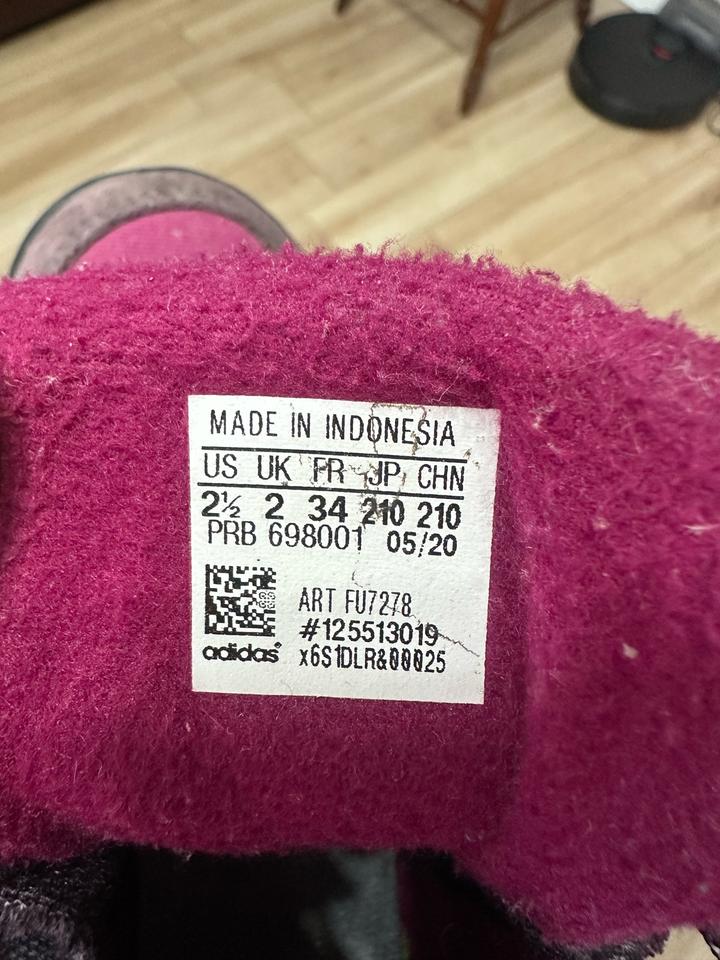 MADE IN INDONESIA
US UK FR JP CHN
2½ 2 34 210 210
PRB 698001 05/20
ART FU7278
#125513019
adidas® x6S1DLR&00025